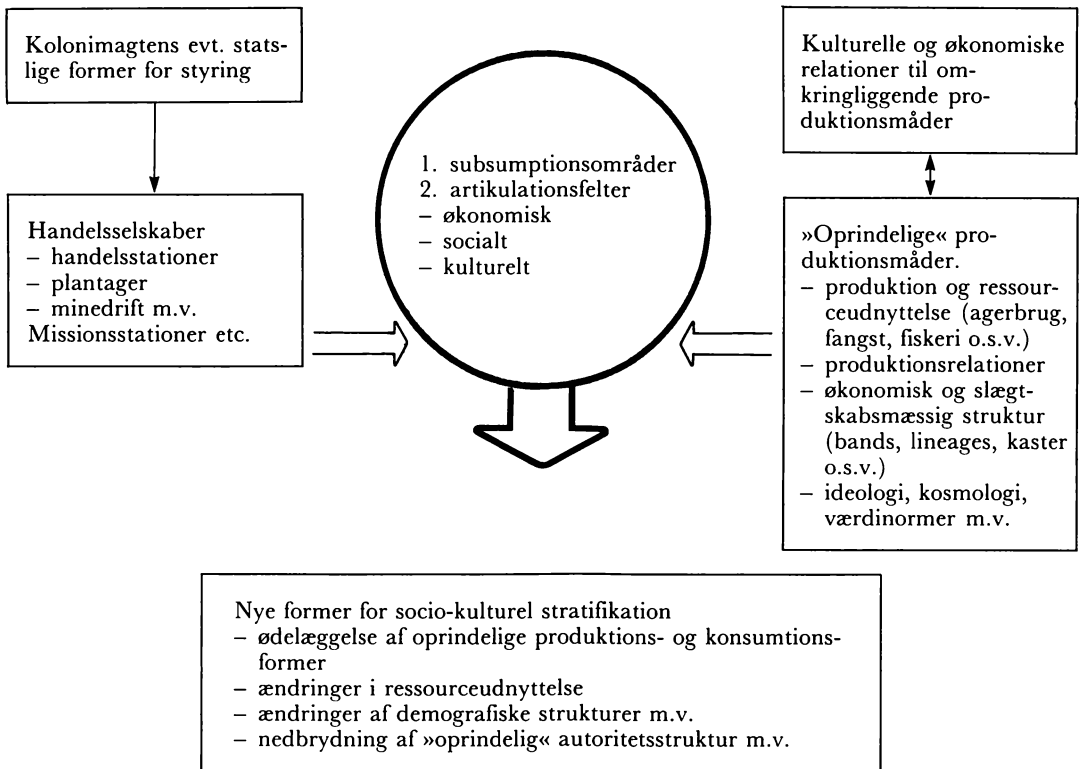 Kolonimagtens evt. stats-
lige former for styring
Handelsselskaber
– handelsstationer
– plantager
– minedrift m.v.
Missionsstationer etc.
1. subsumptionsområder
2. artikulationsfelter
– økonomisk
– socialt
– kulturelt
Kulturelle og økonomiske
relationer til om-
kringliggende pro-
duktionsmåder
»Oprindelige« pro-
duktionsmåder.
– produktion og ressour-
ceudnyttelse (agerbrug,
fangst, fiskeri o.s.v.)
– produktionsrelationer
– økonomisk og slægt-
skabsmæssig struktur
(bands, lineages, kaster
o.s.v.)
– ideologi, kosmologi,
værdinormer m.v.
Nye former for socio-kulturel stratifikation
– ødelæggelse af oprindelige produktions- og konsumtions-
former
– ændringer i ressourceudnyttelse
– ændringer af demografiske strukturer m.v.
– nedbrydning af »oprindelig« autoritetsstruktur m.v.